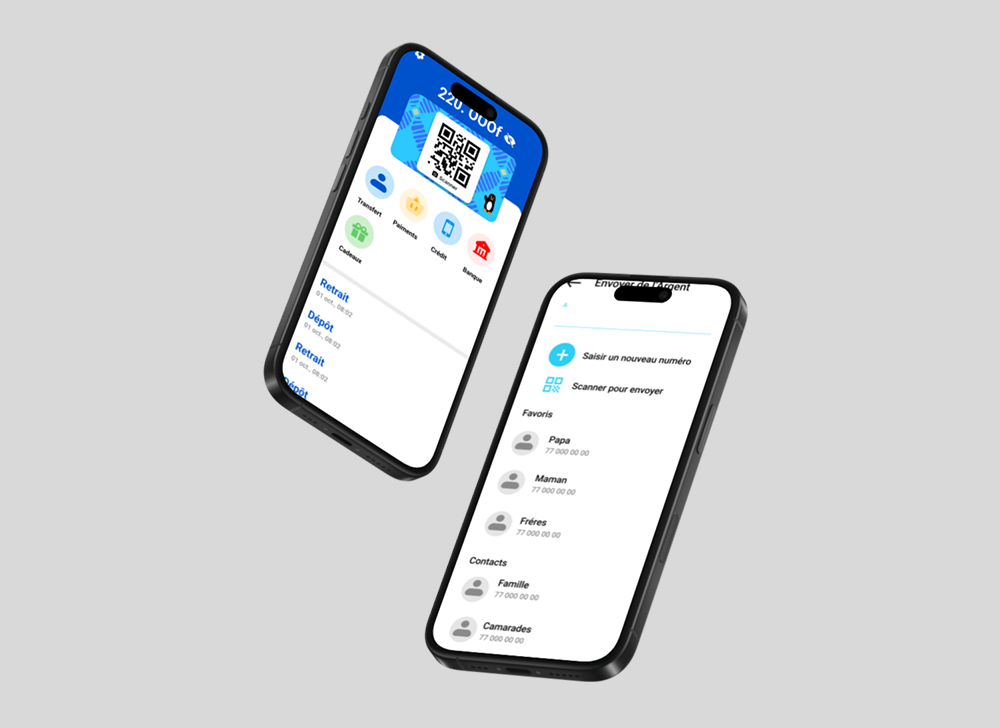 220.000f
Scanner
Transfert
Paiments
Crédit
Banque
Cadeaux
Retrait
01 oct., 08:02
Dépôt
01 oct., 08:02
Retrait
01 oct., 08:02
Dépôt
Envoyer de l'Argent
A
Saisir un nouveau numéro
Scanner pour envoyer
Favoris
Papa
77 000 00 00
Maman
77 000 00 00
Fréres
77 000 00 00
Contacts
Famille
77 000 00 00
Camarades
77 000 00 00